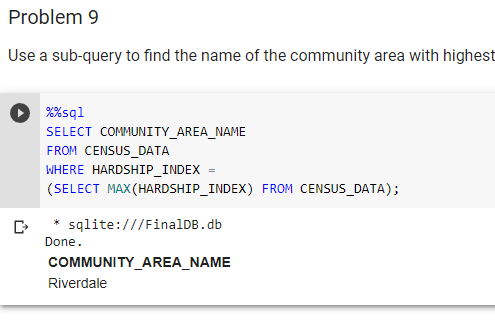 Problem 9
Use a sub-query to find the name of the community area with highest
%%sql
SELECT COMMUNITY_AREA_NAME
FROM CENSUS_DATA
WHERE HARDSHIP_INDEX =
(SELECT MAX(HARDSHIP_INDEX) FROM CENSUS_DATA);
* sqlite:///FinalDB.db
Done.
COMMUNITY_AREA_NAME
Riverdale